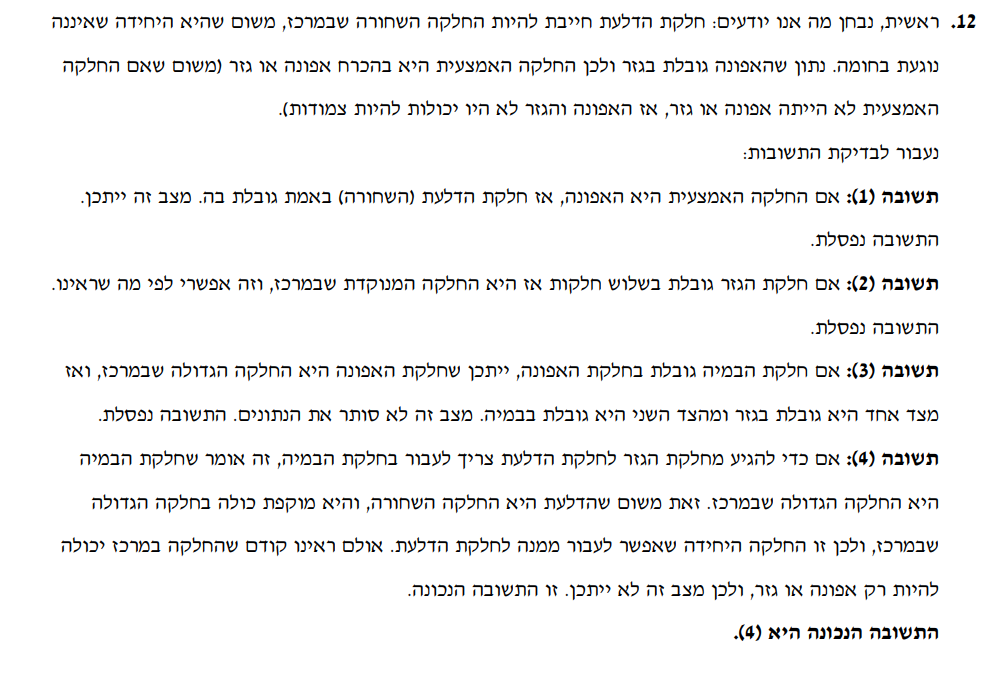 12. ראשית, נבחן מה אנו יודעים: חלקת הדלעת חייבת להיות החלקה השחורה שבמרכז, משום שהיא היחידה שאיננה
נוגעת בחומה. נתון שהאפונה גובלת בגזר ולכן החלקה האמצעית היא בהכרח אפונה או גזר (משום שאם החלקה
האמצעית לא הייתה אפונה או גזר, אז האפונה והגזר לא היו יכולות להיות צמודות).
נעבור לבדיקת התשובות:
תשובה (1): אם החלקה האמצעית היא האפונה, אז חלקת הדלעת (השחורה) באמת גובלת בה. מצב זה ייתכן.
התשובה נפסלת.
תשובה (2): אם חלקת הגזר גובלת בשלוש חלקות אז היא החלקה המנוקדת שבמרכז, וזה אפשרי לפי מה שראינו.
התשובה נפסלת.
תשובה (3): אם חלקת הבמיה גובלת בחלקת האפונה, ייתכן שחלקת האפונה היא החלקה הגדולה שבמרכז, ואז
מצד אחד היא גובלת בגזר ומהצד השני היא גובלת בבמיה. מצב זה לא סותר את הנתונים. התשובה נפסלת.
תשובה (4): אם כדי להגיע מחלקת הגזר לחלקת הדלעת צריך לעבור בחלקת הבמיה, זה אומר שחלקת הבמיה
היא החלקה הגדולה שבמרכז. זאת משום שהדלעת היא החלקה השחורה, והיא מוקפת כולה בחלקה הגדולה
שבמרכז, ולכן זו החלקה היחידה שאפשר לעבור ממנה לחלקת הדלעת. אולם ראינו קודם שהחלקה במרכז יכולה
להיות רק אפונה או גזר, ולכן מצב זה לא ייתכן. זו התשובה הנכונה.
התשובה הנכונה היא (4).